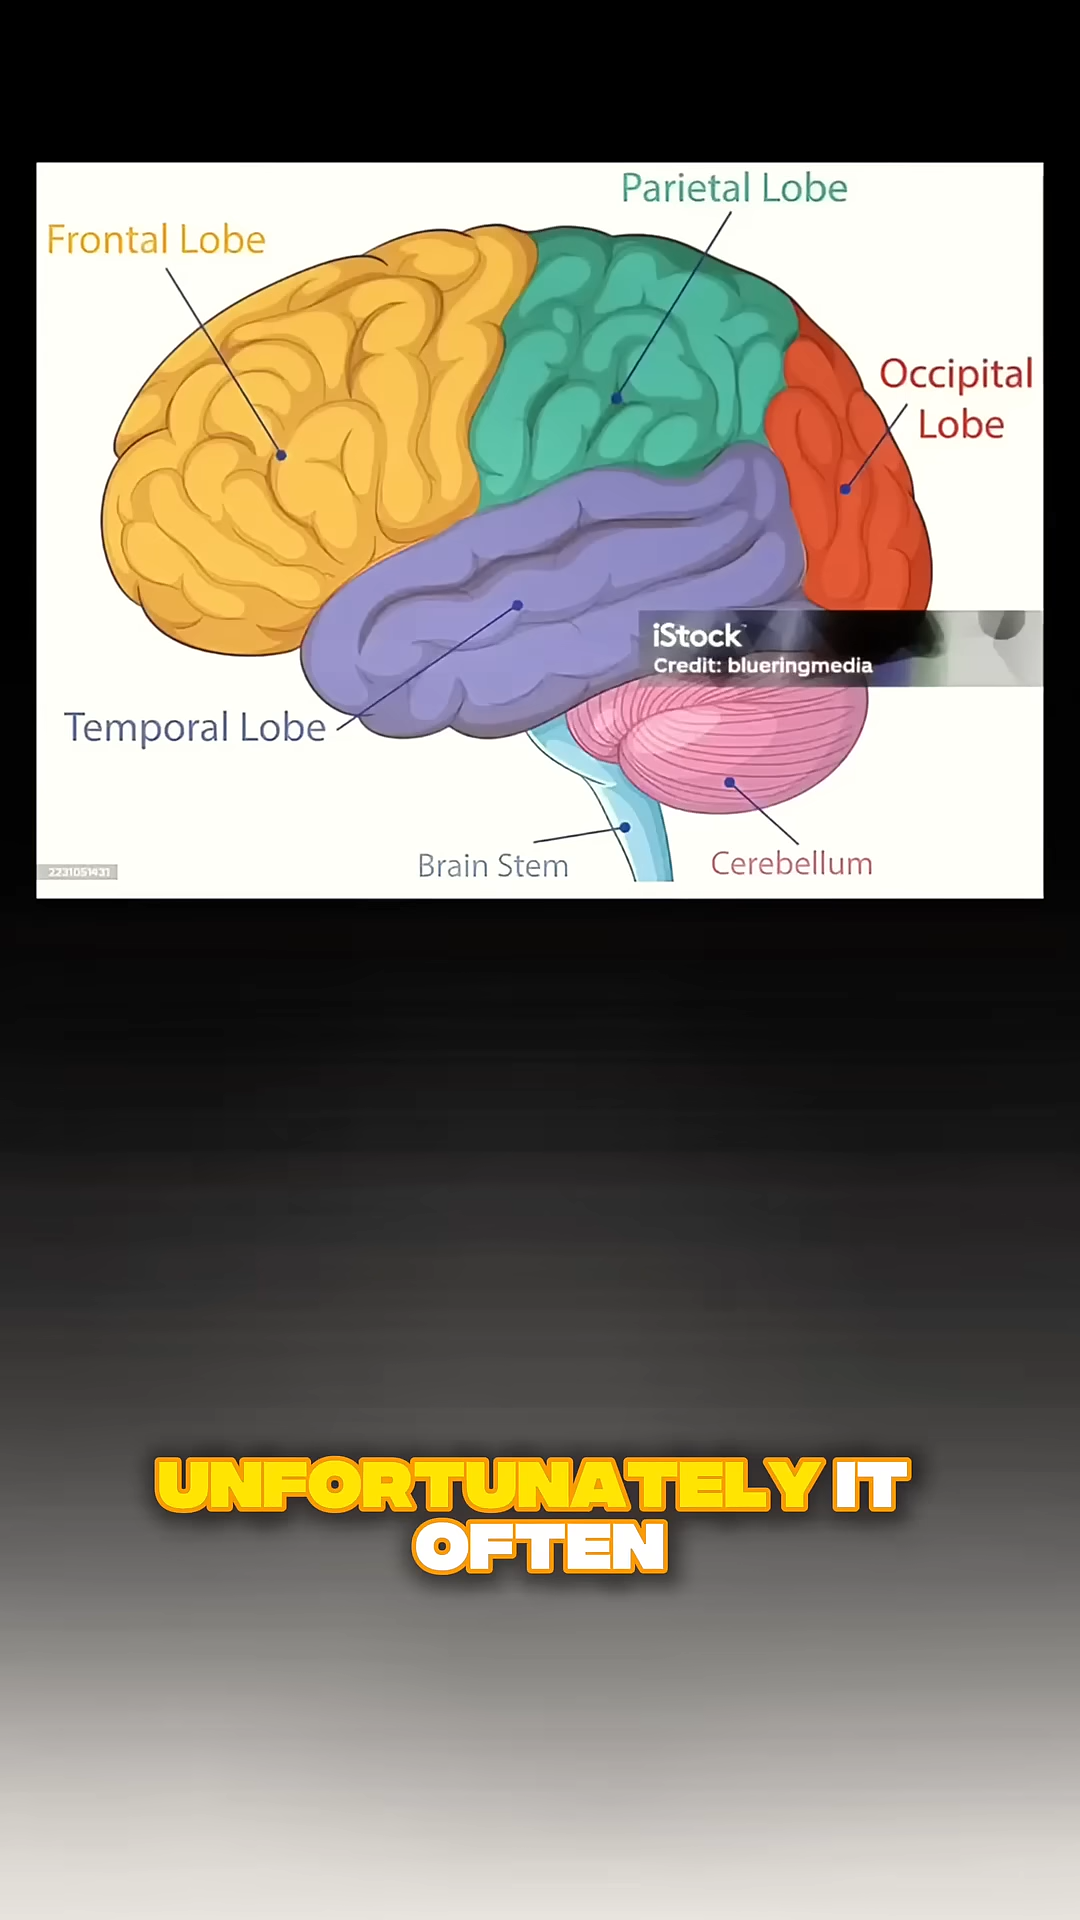 Parietal Lobe
Frontal Lobe
Occipital
Lobe
iStock
Credit: blueringmedia
Temporal Lobe
Brain Stem
Cerebellum
2231051431
UNFORTUNATELY IT
OFTEN